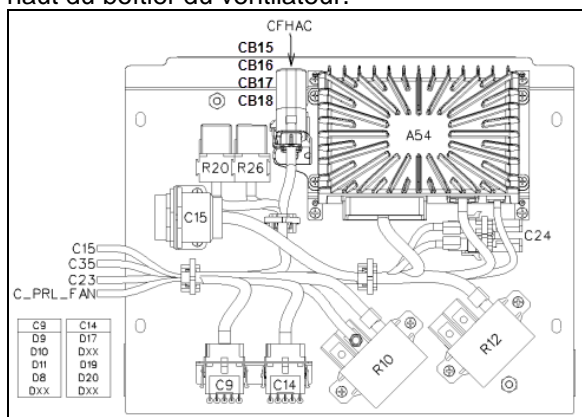 haut du boîtier du ventilateur.
CFHAC
CB15
CB16
CB17
CB18
A54
R20 R26
C15
C24
C15
C35
C23
C_PRL_FAN
R10
R12
C9 C14
C9 C14
D9 D17
D10 DXX
D11 D19
D8 D20
DXX DXX